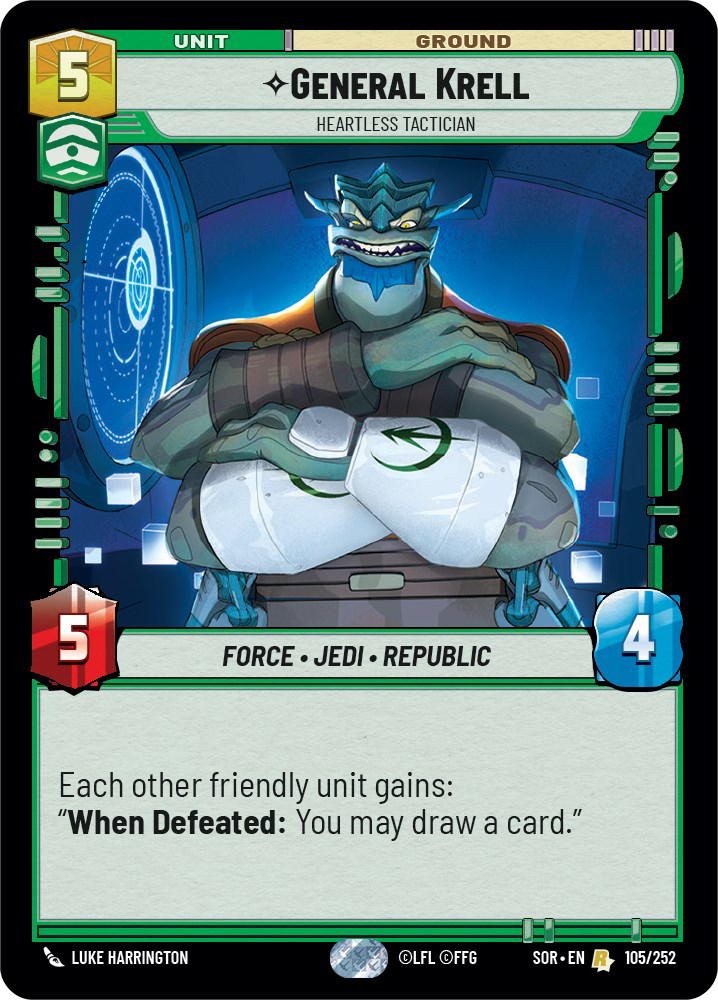 UNIT GROUND
5
✧GENERAL KRELL
HEARTLESS TACTICIAN
5
FORCE • JEDI • REPUBLIC
4
Each other friendly unit gains:
“When Defeated: You may draw a card.”
LUKE HARRINGTON ©LFL ©FFG SOR • EN R 105/252